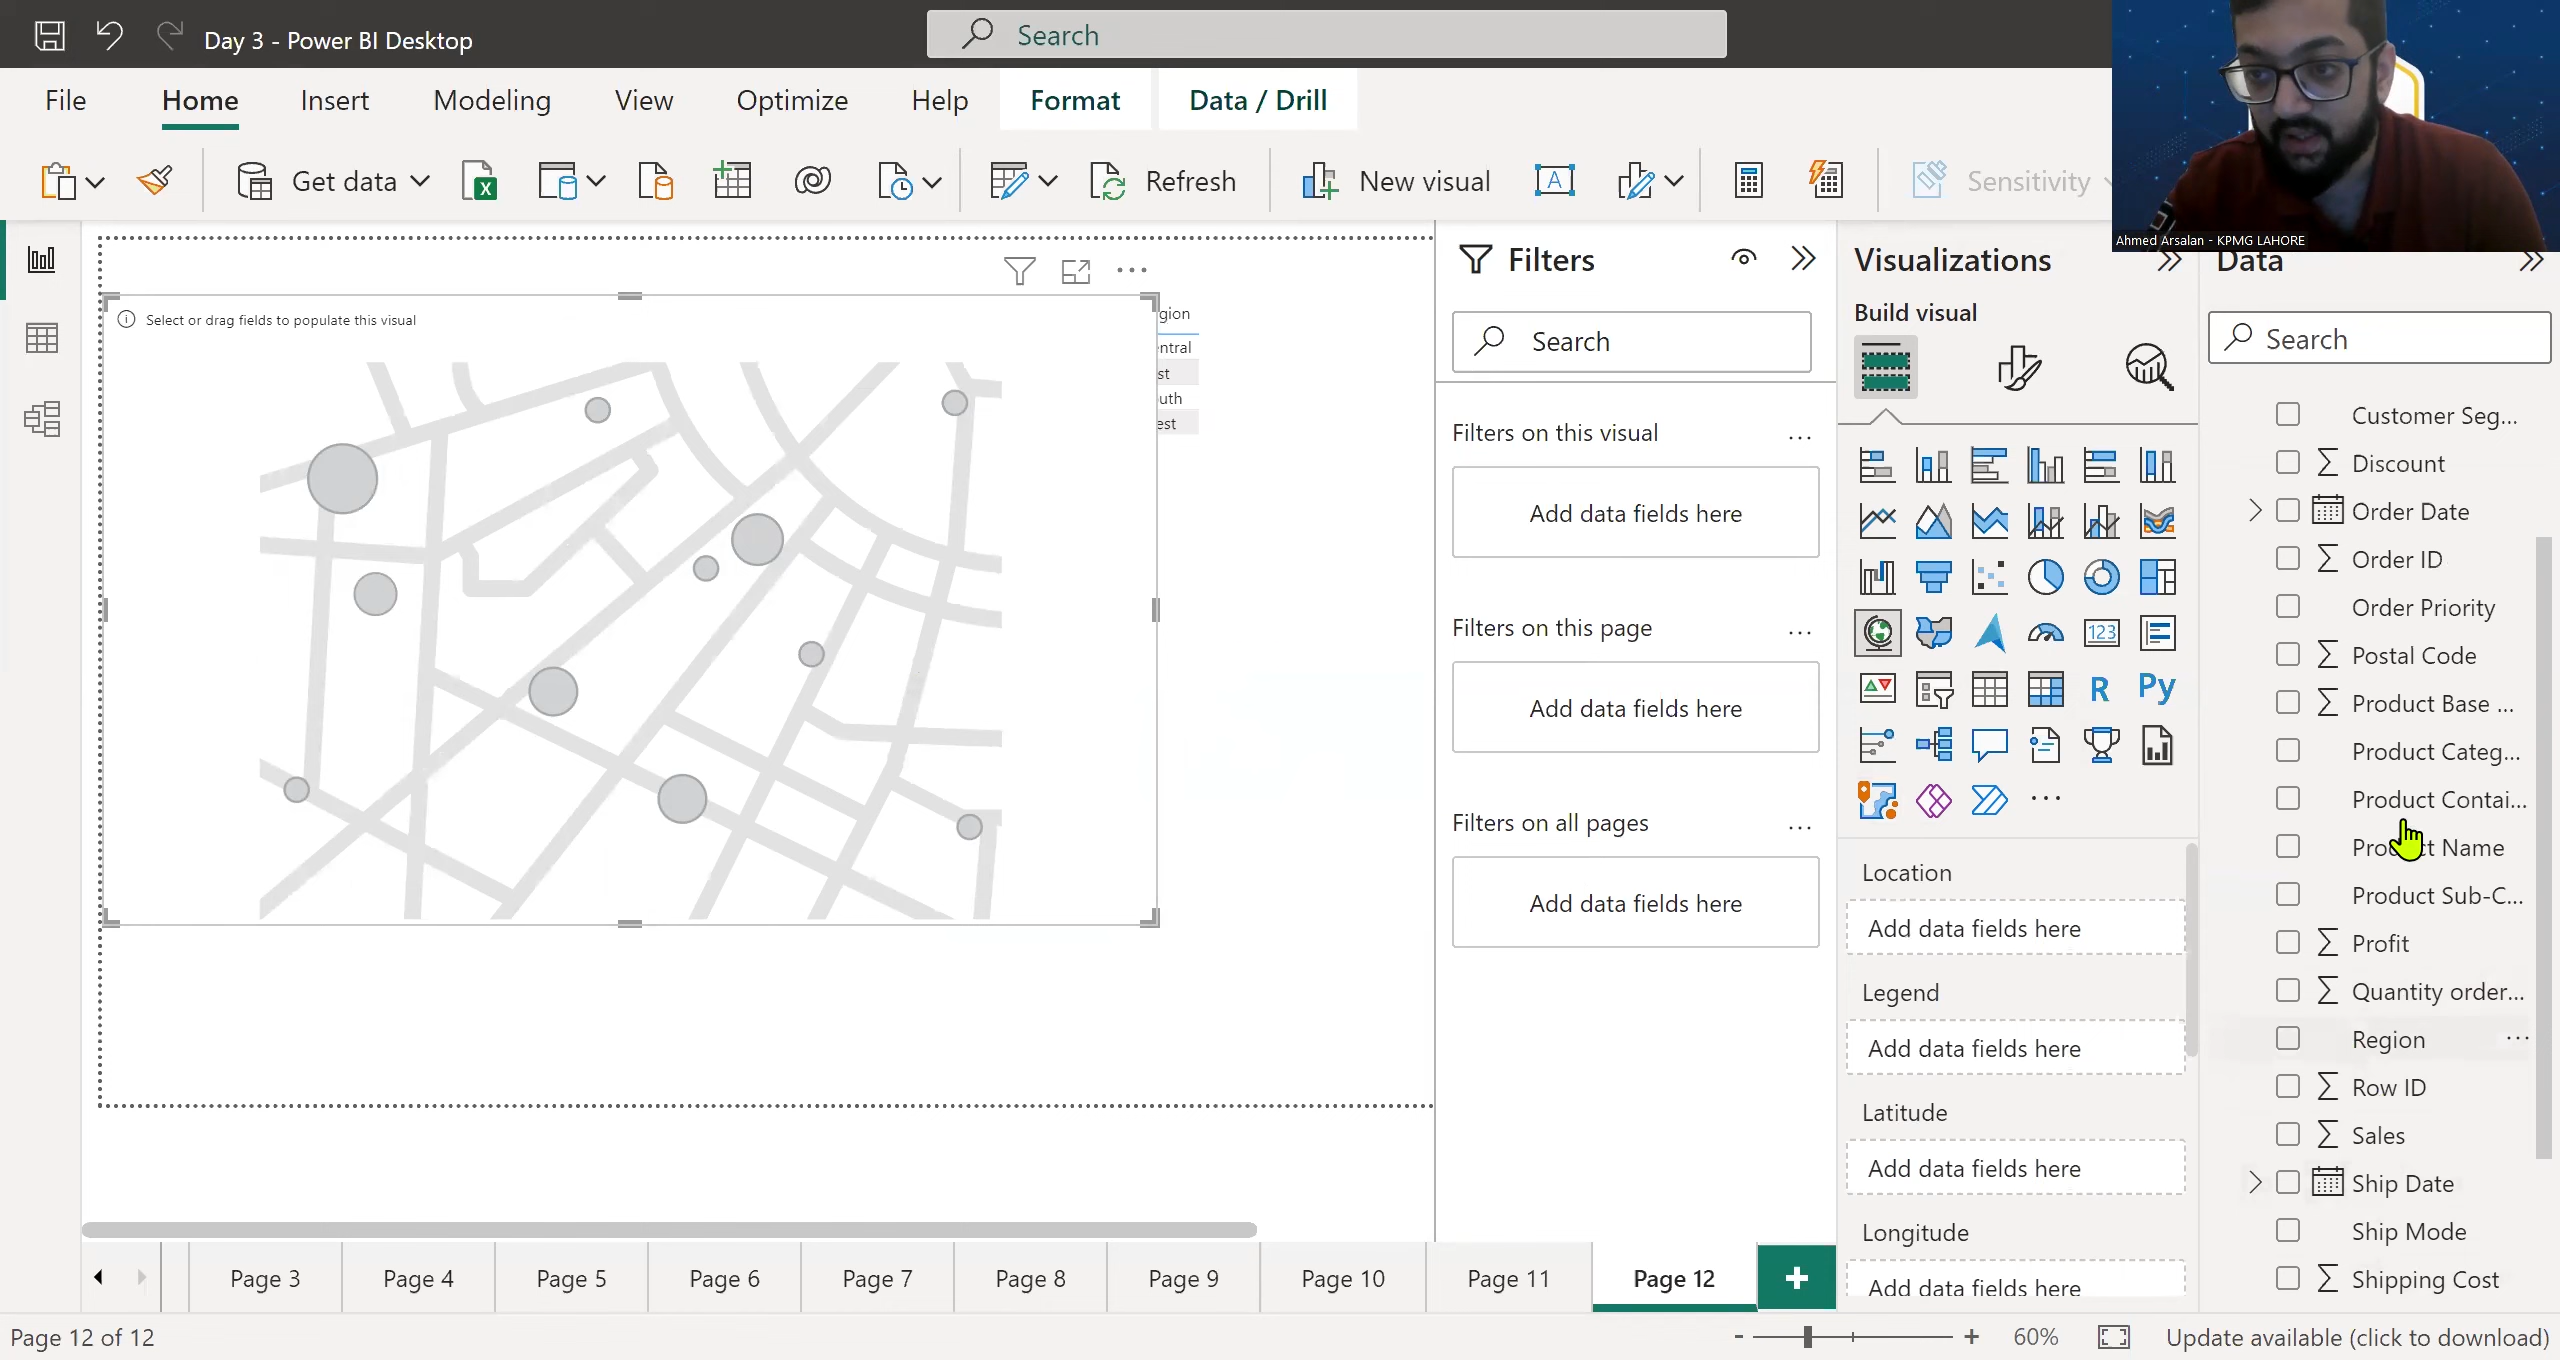 Day 3 - Power BI Desktop
Search
File
Home
Insert
Modeling
View
Optimize
Help
Format
Data / Drill
Get data
Refresh
New visual
Sensitivity
Ahmed Arsalan - KPMG LAHORE
Select or drag fields to populate this visual
gion
entral
st
uth
est
Filters
Search
Filters on this visual
Add data fields here
Filters on this page
Add data fields here
Filters on all pages
Add data fields here
Visualizations
Build visual
123
R
Py
Location
Add data fields here
Legend
Add data fields here
Latitude
Add data fields here
Longitude
Add data fields here
Data
Search
Customer Seg...
Discount
Order Date
Order ID
Order Priority
Postal Code
Product Base ...
Product Categ...
Product Contai...
Product Name
Product Sub-C...
Profit
Quantity order...
Region
Row ID
Sales
Ship Date
Ship Mode
Shipping Cost
Page 3
Page 4
Page 5
Page 6
Page 7
Page 8
Page 9
Page 10
Page 11
Page 12
Page 12 of 12
60%
Update available (click to download)